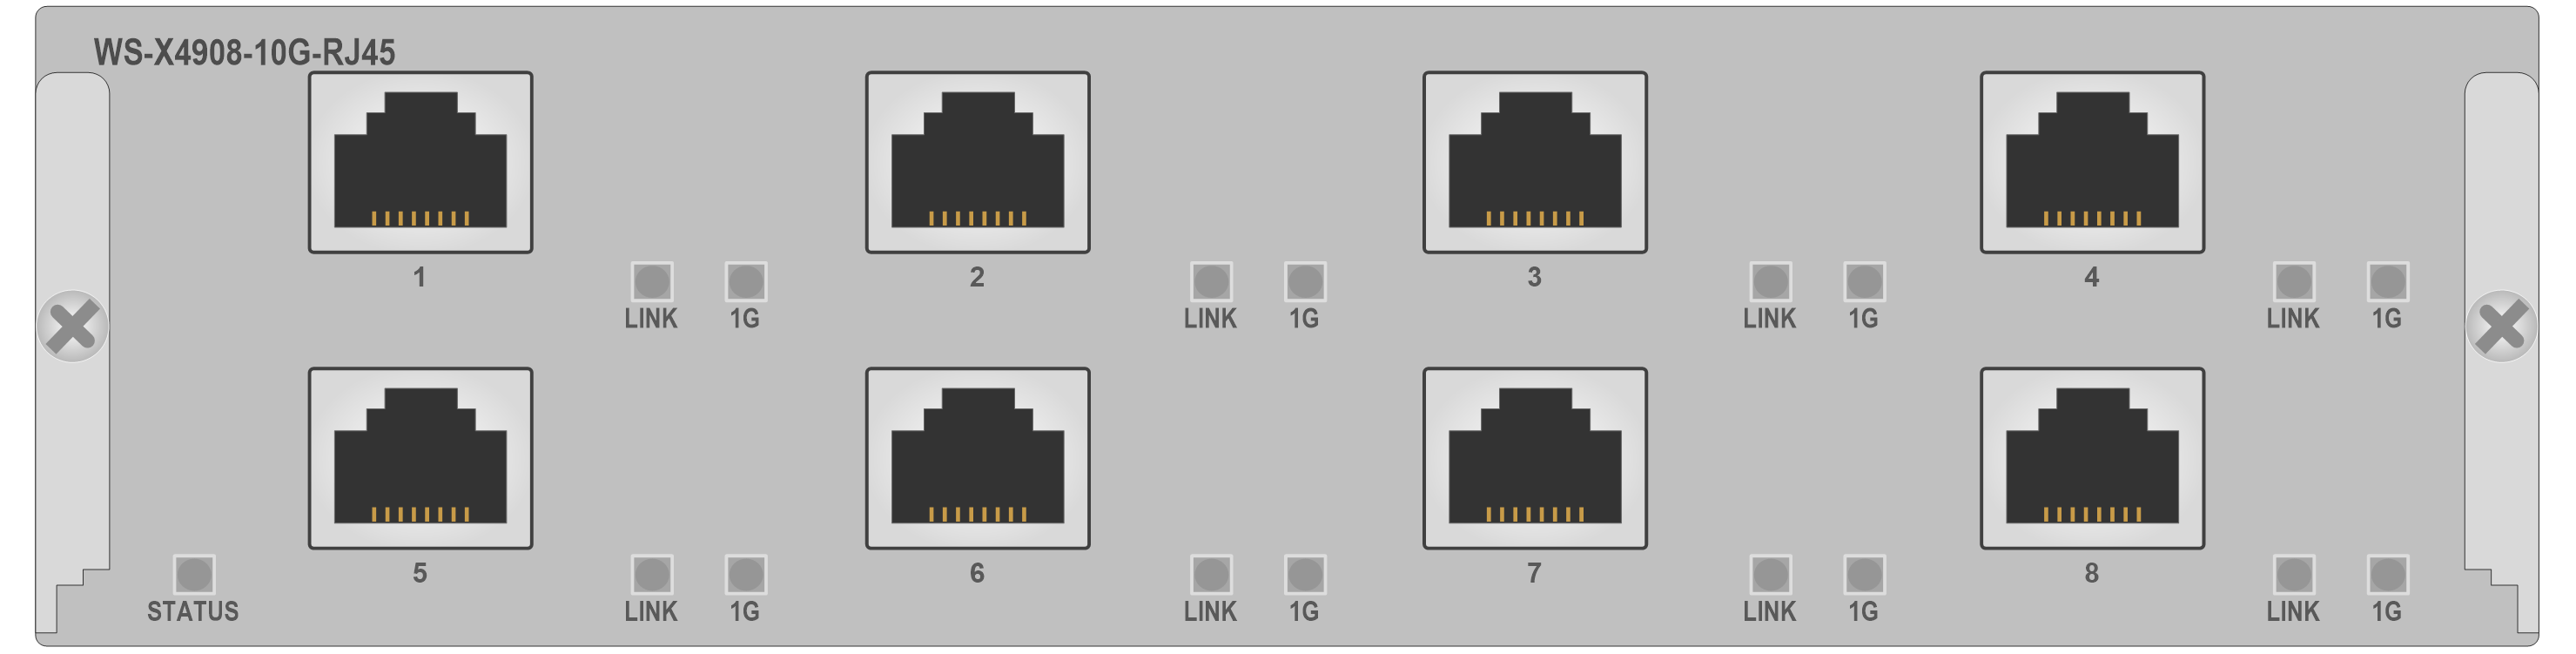 WS-X4908-10G-RJ45
1 2 3 4
LINK 1G LINK 1G LINK 1G LINK 1G
5 6 7 8
STATUS LINK 1G LINK 1G LINK 1G LINK 1G